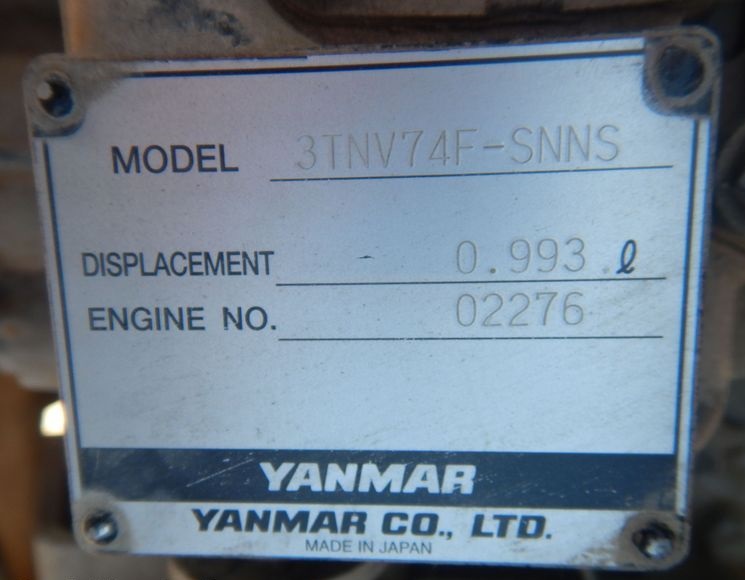 MODEL 3TNV74F-SNNS
DISPLACEMENT 0.993 ℓ
ENGINE NO. 02276
YANMAR
YANMAR CO., LTD.
MADE IN JAPAN